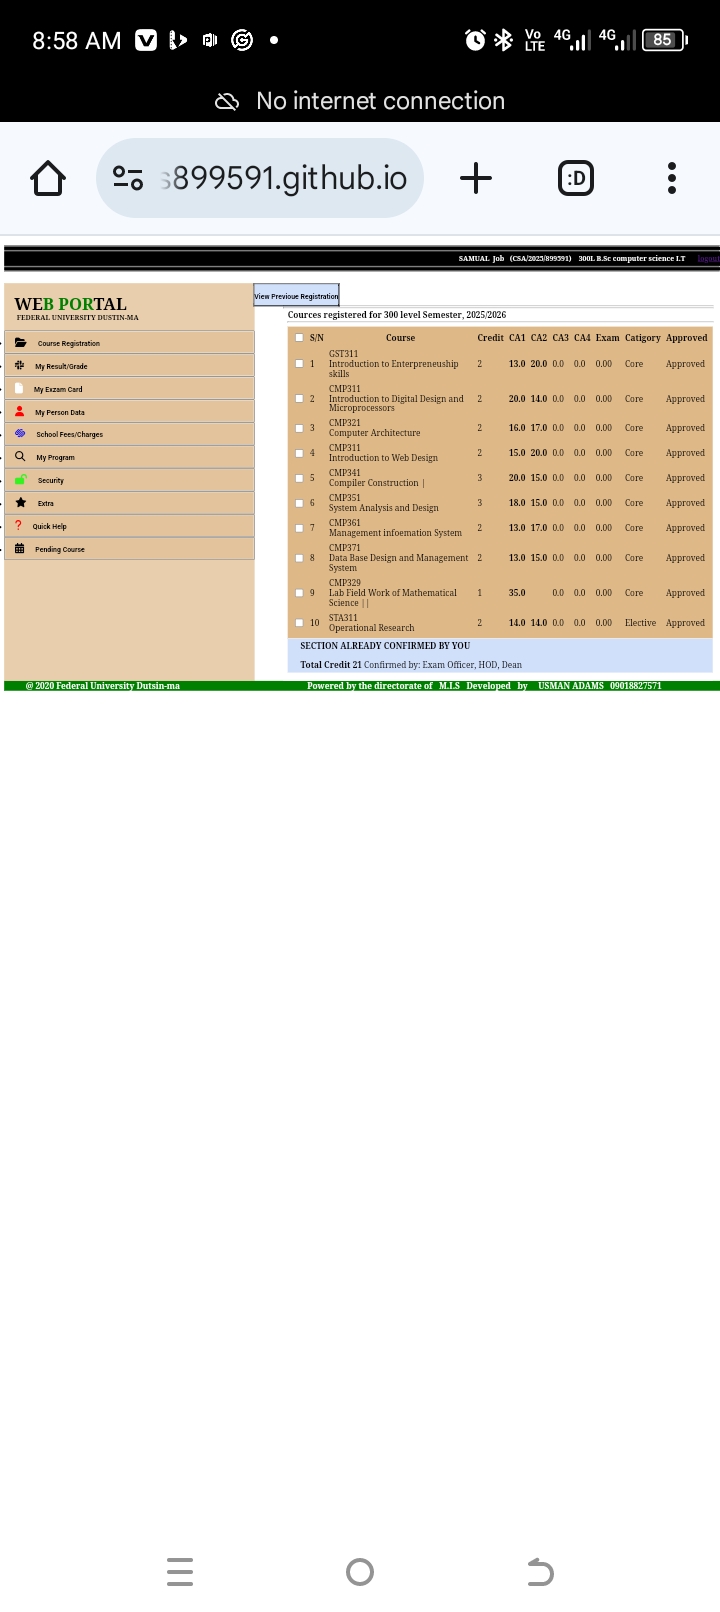 8:58 AM
Vo LTE 4G 4G 85
No internet connection
899591.github.io
:D
SAMUAL Job (CSA/2025/899591) 300L B.Sc computer science I.T logout
WEB PORTAL
FEDERAL UNIVERSITY DUSTIN-MA
View Previoue Registration
Cources registered for 300 level Semester, 2025/2026
Course Registration
My Result/Grade
My Exzam Card
My Person Data
School Fees/Charges
My Program
Security
Extra
Quick Help
Pending Course
S/N Course Credit CA1 CA2 CA3 CA4 Exam Catigory Approved
GST311
1 Introduction to Enterpreneuship 2 13.0 20.0 0.0 0.0 0.00 Core Approved
skills
CMP311
2 Introduction to Digital Design and 2 20.0 14.0 0.0 0.0 0.00 Core Approved
Microprocessors
CMP321
3 Computer Architecture 2 16.0 17.0 0.0 0.0 0.00 Core Approved
CMP311
4 Introduction to Web Design 2 15.0 20.0 0.0 0.0 0.00 Core Approved
CMP341
5 Compiler Construction | 3 20.0 15.0 0.0 0.0 0.00 Core Approved
CMP351
6 System Analysis and Design 3 18.0 15.0 0.0 0.0 0.00 Core Approved
CMP361
7 Management infoemation System 2 13.0 17.0 0.0 0.0 0.00 Core Approved
CMP371
8 Data Base Design and Management 2 13.0 15.0 0.0 0.0 0.00 Core Approved
System
CMP329
9 Lab Field Work of Mathematical 1 35.0 0.0 0.0 0.00 Core Approved
Science ||
STA311
10 Operational Research 2 14.0 14.0 0.0 0.0 0.00 Elective Approved
SECTION ALREADY CONFIRMED BY YOU
Total Credit 21 Confirmed by: Exam Officer, HOD, Dean
@ 2020 Federal University Dutsin-ma Powered by the directorate of M.I.S Developed by USMAN ADAMS 09018827571